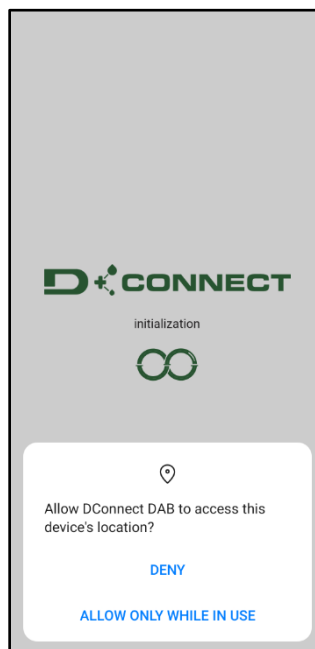 D CONNECT
initialization
Allow DConnect DAB to access this
device's location?
DENY
ALLOW ONLY WHILE IN USE